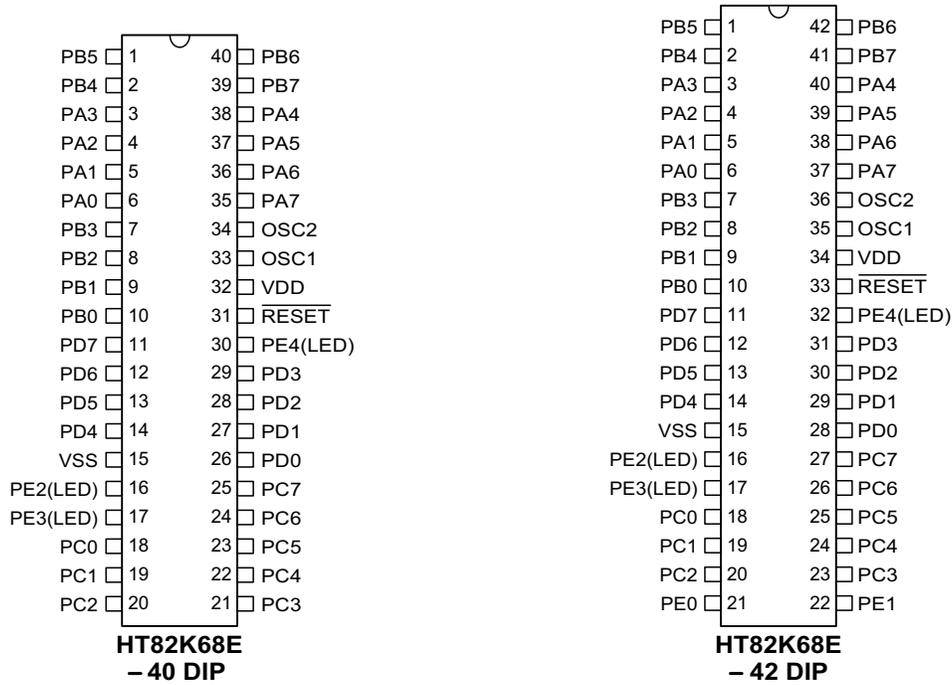 PB5 1 40 PB6
PB4 2 39 PB7
PA3 3 38 PA4
PA2 4 37 PA5
PA1 5 36 PA6
PA0 6 35 PA7
PB3 7 34 OSC2
PB2 8 33 OSC1
PB1 9 32 VDD
PB0 10 31 RESET
PD7 11 30 PE4(LED)
PD6 12 29 PD3
PD5 13 28 PD2
PD4 14 27 PD1
VSS 15 26 PD0
PE2(LED) 16 25 PC7
PE3(LED) 17 24 PC6
PC0 18 23 PC5
PC1 19 22 PC4
PC2 20 21 PC3
HT82K68E
– 40 DIP
PB5 1 42 PB6
PB4 2 41 PB7
PA3 3 40 PA4
PA2 4 39 PA5
PA1 5 38 PA6
PA0 6 37 PA7
PB3 7 36 OSC2
PB2 8 35 OSC1
PB1 9 34 VDD
PB0 10 33 RESET
PD7 11 32 PE4(LED)
PD6 12 31 PD3
PD5 13 30 PD2
PD4 14 29 PD1
VSS 15 28 PD0
PE2(LED) 16 27 PC7
PE3(LED) 17 26 PC6
PC0 18 25 PC5
PC1 19 24 PC4
PC2 20 23 PC3
PE0 21 22 PE1
HT82K68E
– 42 DIP